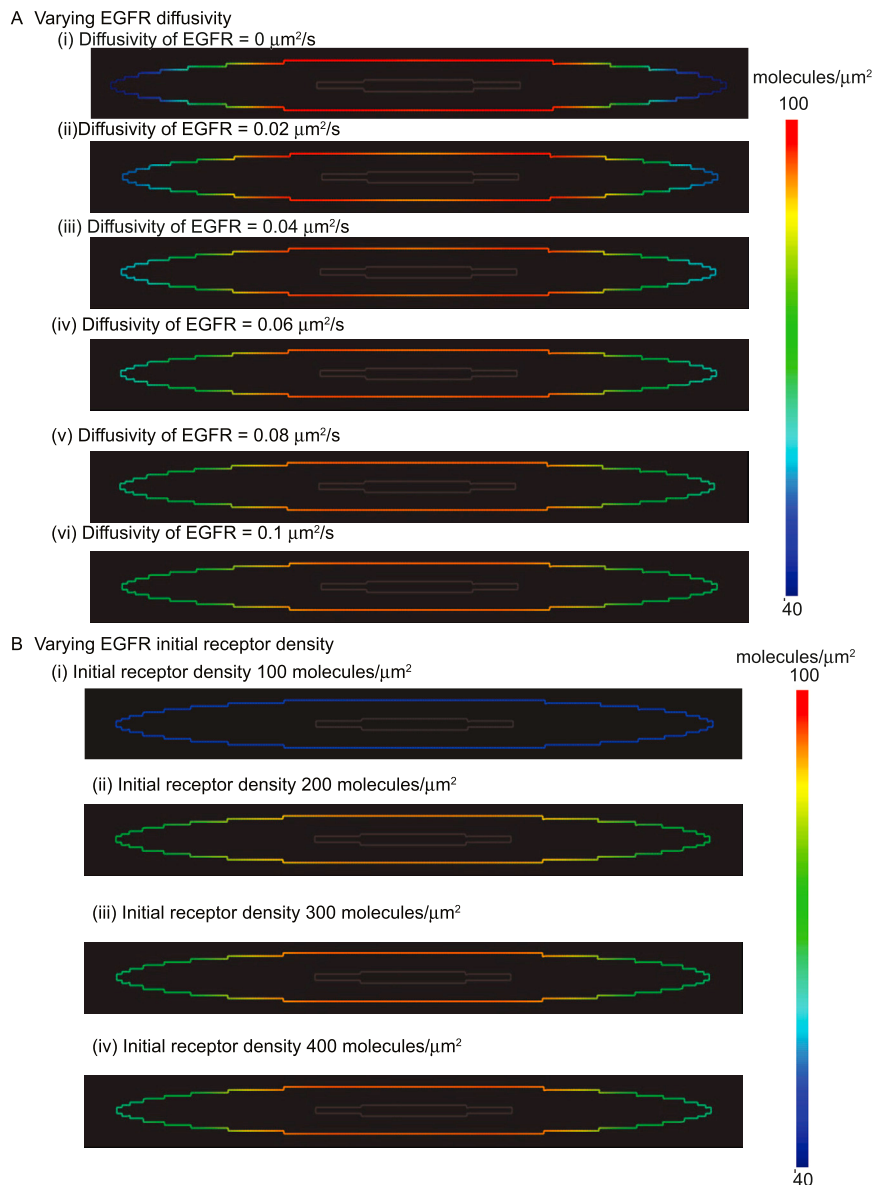 A Varying EGFR diffusivity
(i) Diffusivity of EGFR = 0 μm²/s
molecules/μm²
100
(ii)Diffusivity of EGFR = 0.02 μm²/s
(iii) Diffusivity of EGFR = 0.04 μm²/s
(iv) Diffusivity of EGFR = 0.06 μm²/s
(v) Diffusivity of EGFR = 0.08 μm²/s
(vi) Diffusivity of EGFR = 0.1 μm²/s
40
B Varying EGFR initial receptor density
molecules/μm²
100
(i) Initial receptor density 100 molecules/μm²
(ii) Initial receptor density 200 molecules/μm²
(iii) Initial receptor density 300 molecules/μm²
(iv) Initial receptor density 400 molecules/μm²
40